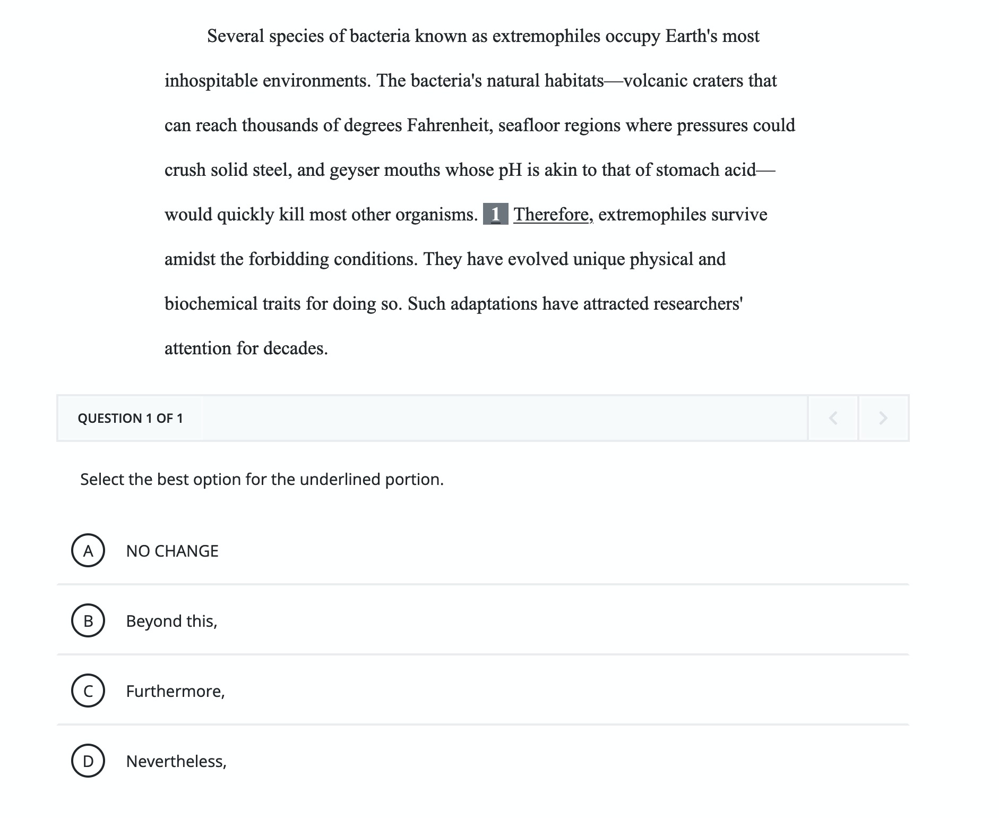 Several species of bacteria known as extremophiles occupy Earth's most
inhospitable environments. The bacteria's natural habitats—volcanic craters that
can reach thousands of degrees Fahrenheit, seafloor regions where pressures could
crush solid steel, and geyser mouths whose pH is akin to that of stomach acid—
would quickly kill most other organisms. 1 Therefore, extremophiles survive
amidst the forbidding conditions. They have evolved unique physical and
biochemical traits for doing so. Such adaptations have attracted researchers'
attention for decades.
QUESTION 1 OF 1
Select the best option for the underlined portion.
A NO CHANGE
B Beyond this,
C Furthermore,
D Nevertheless,